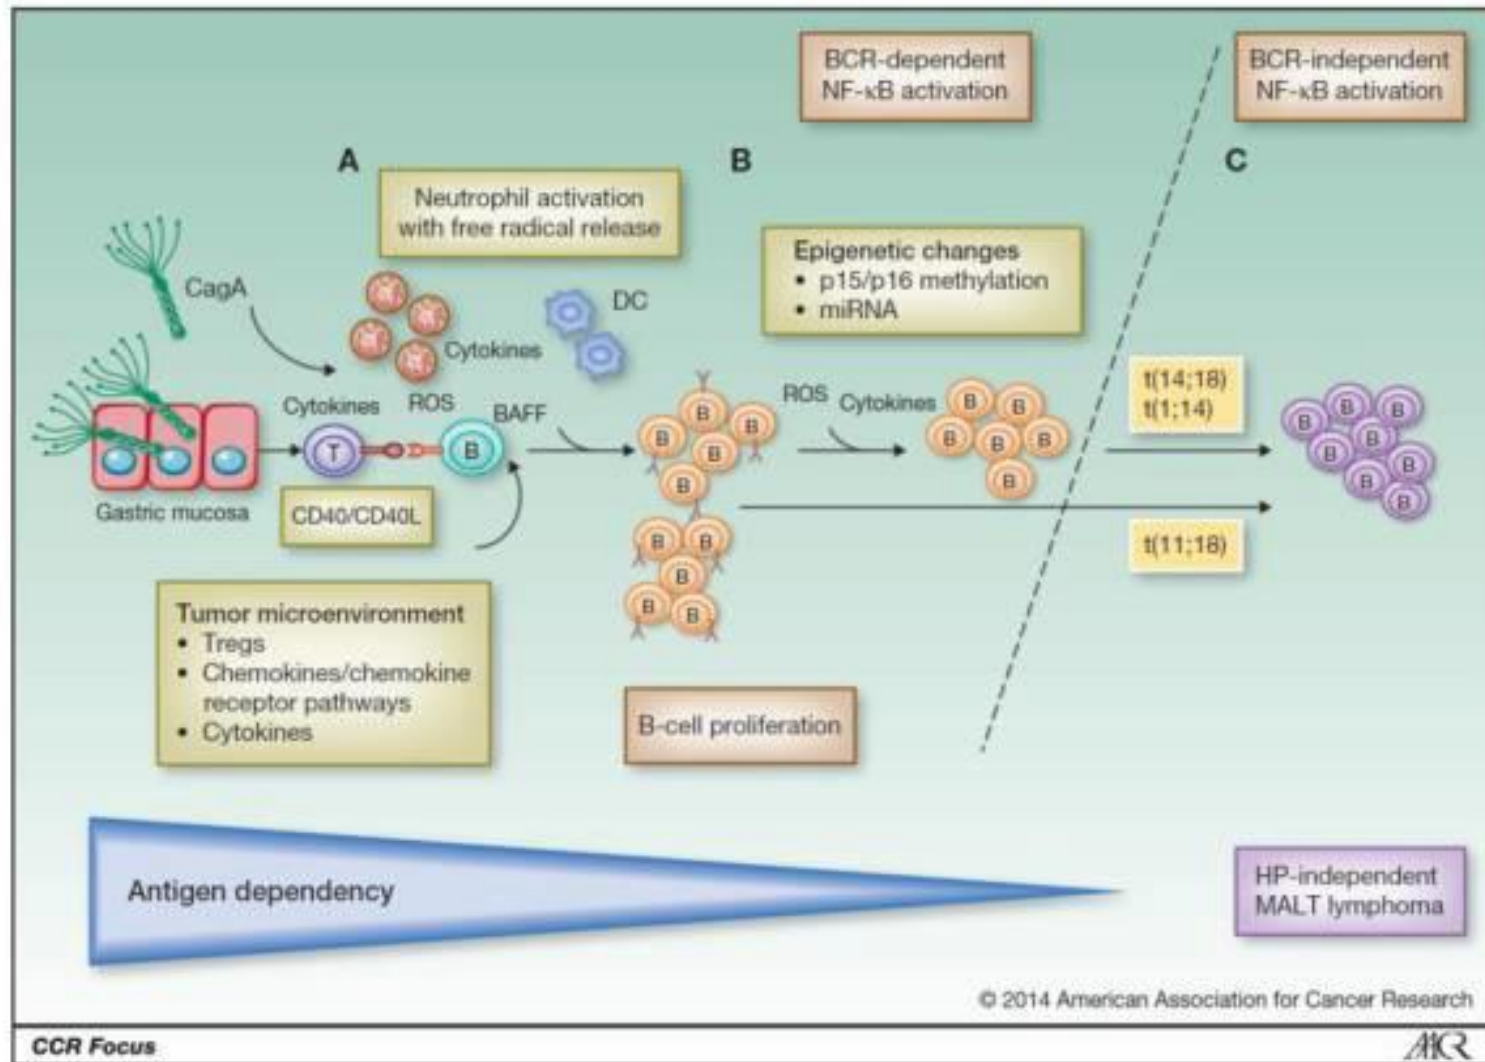 BCR-dependent
NF-κB activation
BCR-independent
NF-κB activation
A
B
C
Neutrophil activation
with free radical release
Epigenetic changes
• p15/p16 methylation
• miRNA
CagA
DC
Cytokines
Cytokines
ROS
BAFF
T
B
Gastric mucosa
CD40/CD40L
B
B
B
B
B
B
B
B
B
B
ROS
Cytokines
B
B
B
B
B
B
t(14;18)
t(1;14)
t(11;18)
B
B
B
B
B
B
B
B
Tumor microenvironment
• Tregs
• Chemokines/chemokine
receptor pathways
• Cytokines
B-cell proliferation
Antigen dependency
HP-independent
MALT lymphoma
© 2014 American Association for Cancer Research
CCR Focus
AACR